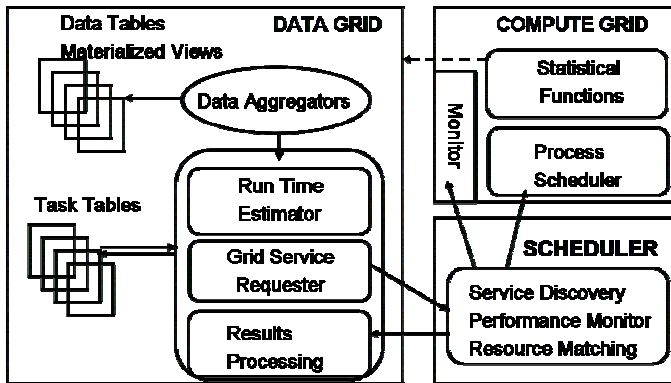 Data Tables
Materialized Views
DATA GRID
Data Aggregators
Run Time
Estimator
Task Tables
Grid Service
Requester
Results
Processing
COMPUTE GRID
Statistical
Functions
Monitor
Process
Scheduler
SCHEDULER
Service Discovery
Performance Monitor
Resource Matching